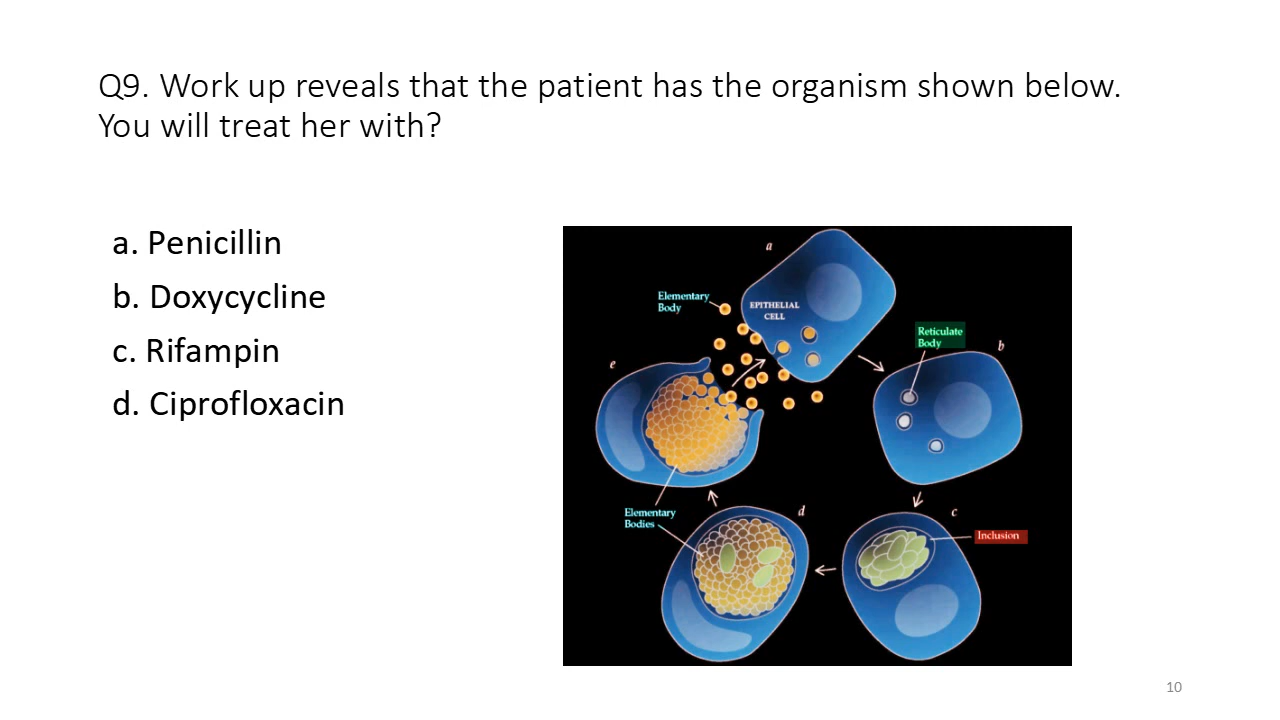 Q9. Work up reveals that the patient has the organism shown below.
You will treat her with?
a. Penicillin
b. Doxycycline
c. Rifampin
d. Ciprofloxacin
a
Elementary
Body
EPITHELIAL
CELL
Reticulate
Body
b
e
Elementary
Bodies
d
c
Inclusion
10